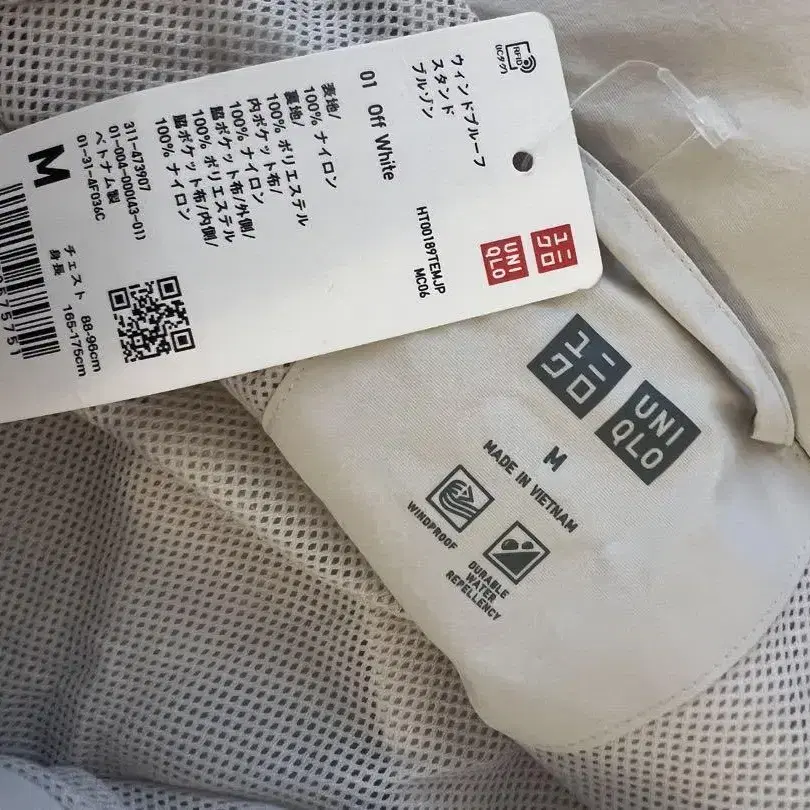 RFID
(ICタグ)
ウィンドプルーフ
スタンド
ブルゾン
ユニ
クロ
UNI
QLO
HT00189TEMJP
MC06
01 Off White
表地/
100% ナイロン
裏地/
100% ポリエステル
内ポケット布/
100% ナイロン
脇ポケット布/外側/
100% ポリエステル
脇ポケット布/内側/
100% ナイロン
311-473907
01-004-000(43-01)
ベトナム製
01-31-4F036C
M
チェスト 88-96cm
身長 165-175cm
ユニ
クロ
UNI
QLO
M
MADE IN VIETNAM
WINDPROOF
DURABLE
WATER
REPELLENCY